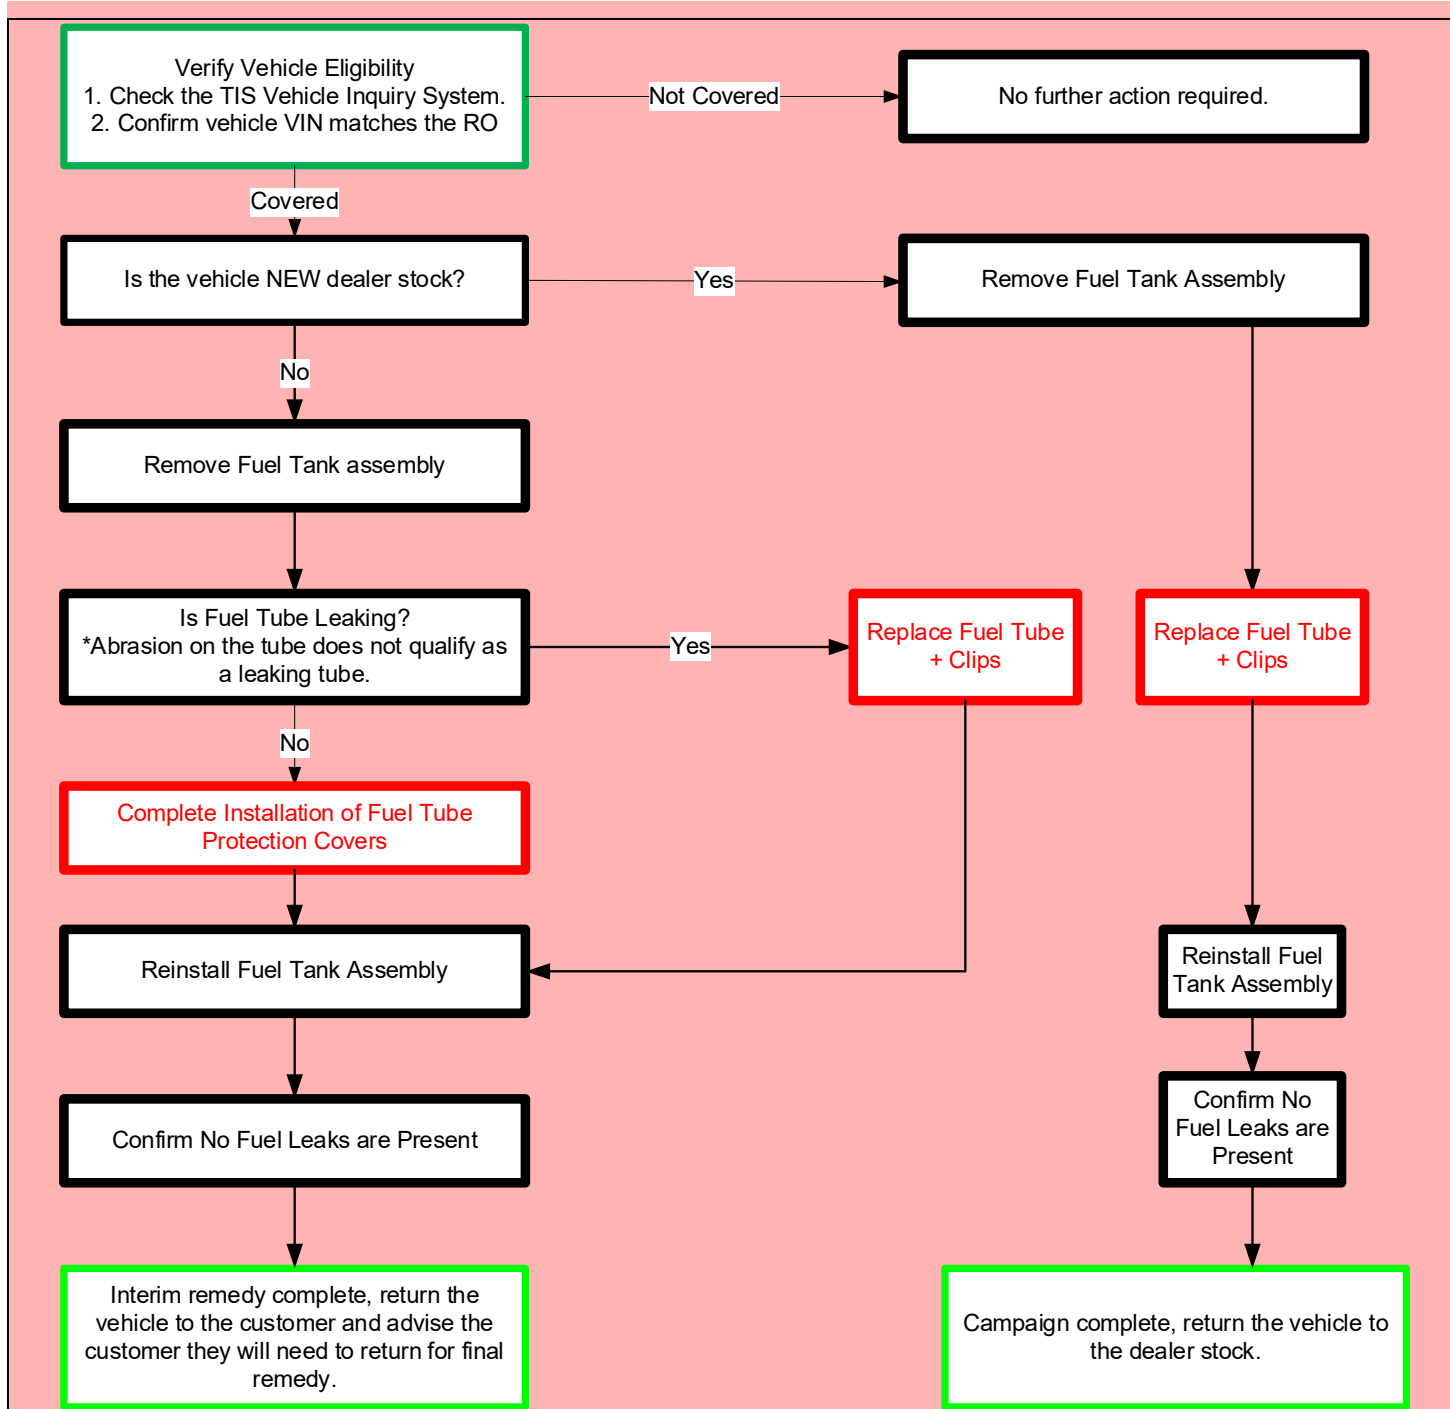 Verify Vehicle Eligibility
1. Check the TIS Vehicle Inquiry System.
2. Confirm vehicle VIN matches the RO
Not Covered
No further action required.
Covered
Is the vehicle NEW dealer stock?
Yes
Remove Fuel Tank Assembly
No
Remove Fuel Tank assembly
Is Fuel Tube Leaking?
*Abrasion on the tube does not qualify as
a leaking tube.
Yes
Replace Fuel Tube
+ Clips
Replace Fuel Tube
+ Clips
No
Complete Installation of Fuel Tube
Protection Covers
Reinstall Fuel Tank Assembly
Reinstall Fuel
Tank Assembly
Confirm No Fuel Leaks are Present
Confirm No
Fuel Leaks are
Present
Interim remedy complete, return the
vehicle to the customer and advise the
customer they will need to return for final
remedy.
Campaign complete, return the vehicle to
the dealer stock.